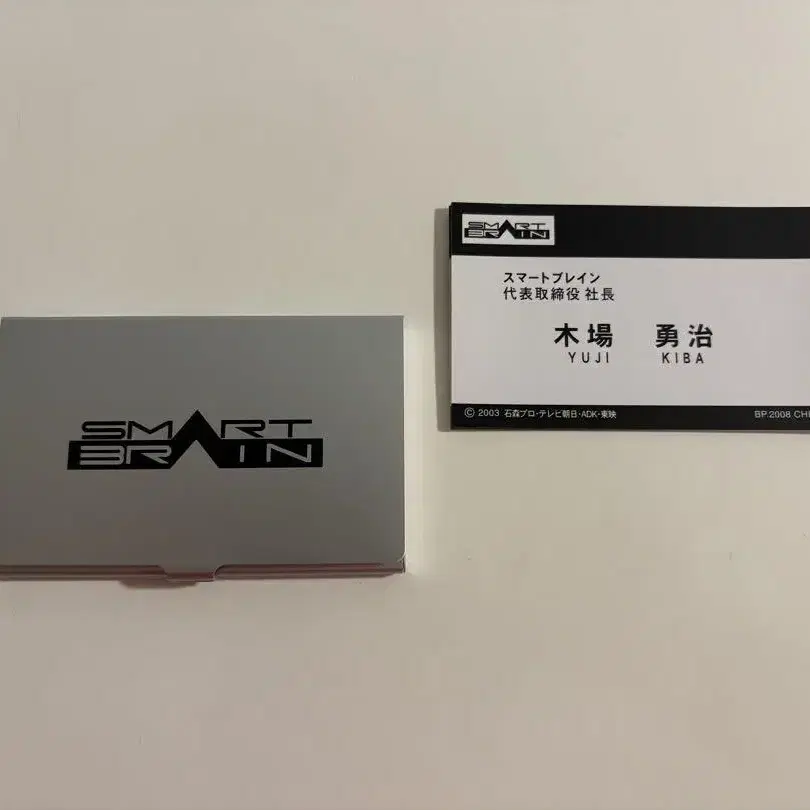 SMART
BRAIN
SMART
BRAIN
スマートブレイン
代表取締役 社長
木場 勇治
YUJI KIBA
© 2003 石森プロ・テレビ朝日・ADK・東映
BP 2008 CHI